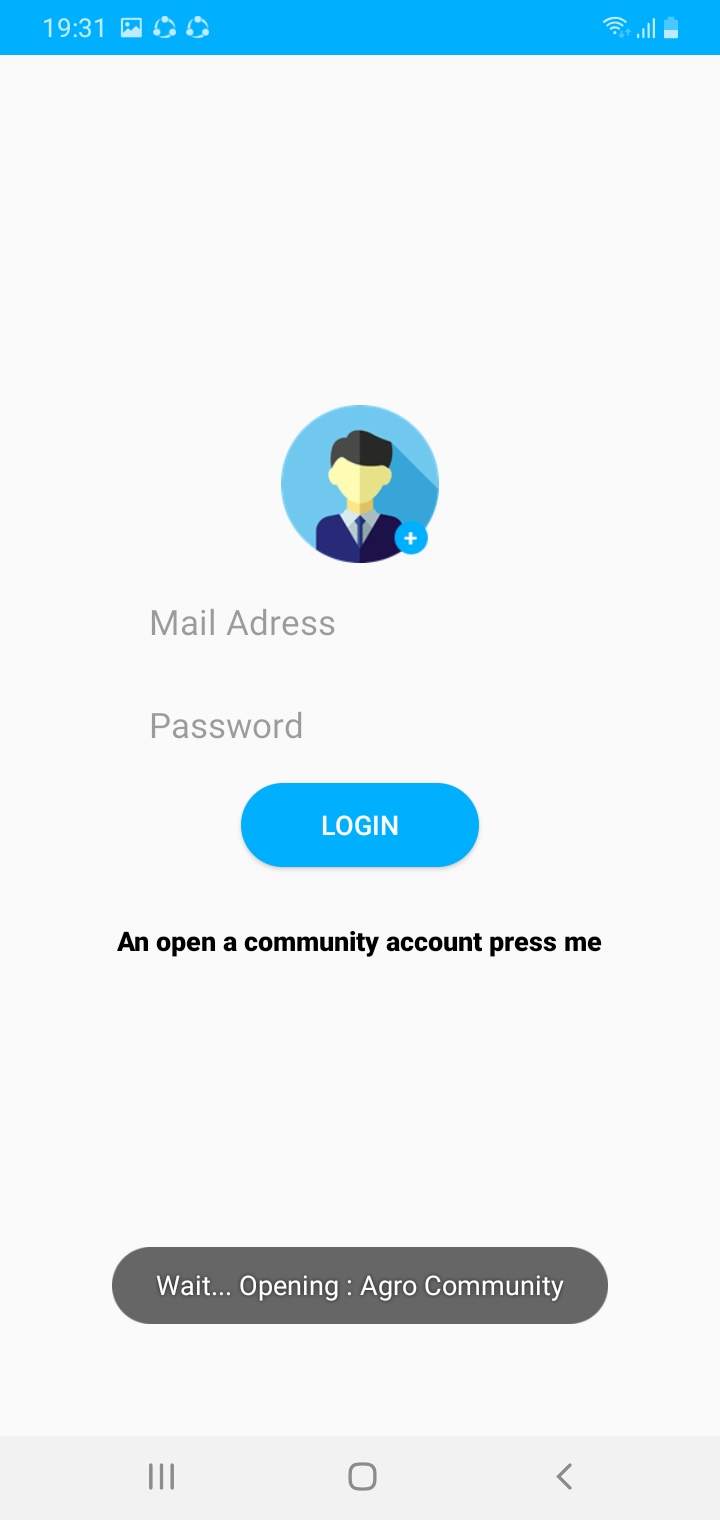 19:31
Mail Adress
Password
LOGIN
An open a community account press me
Wait... Opening : Agro Community